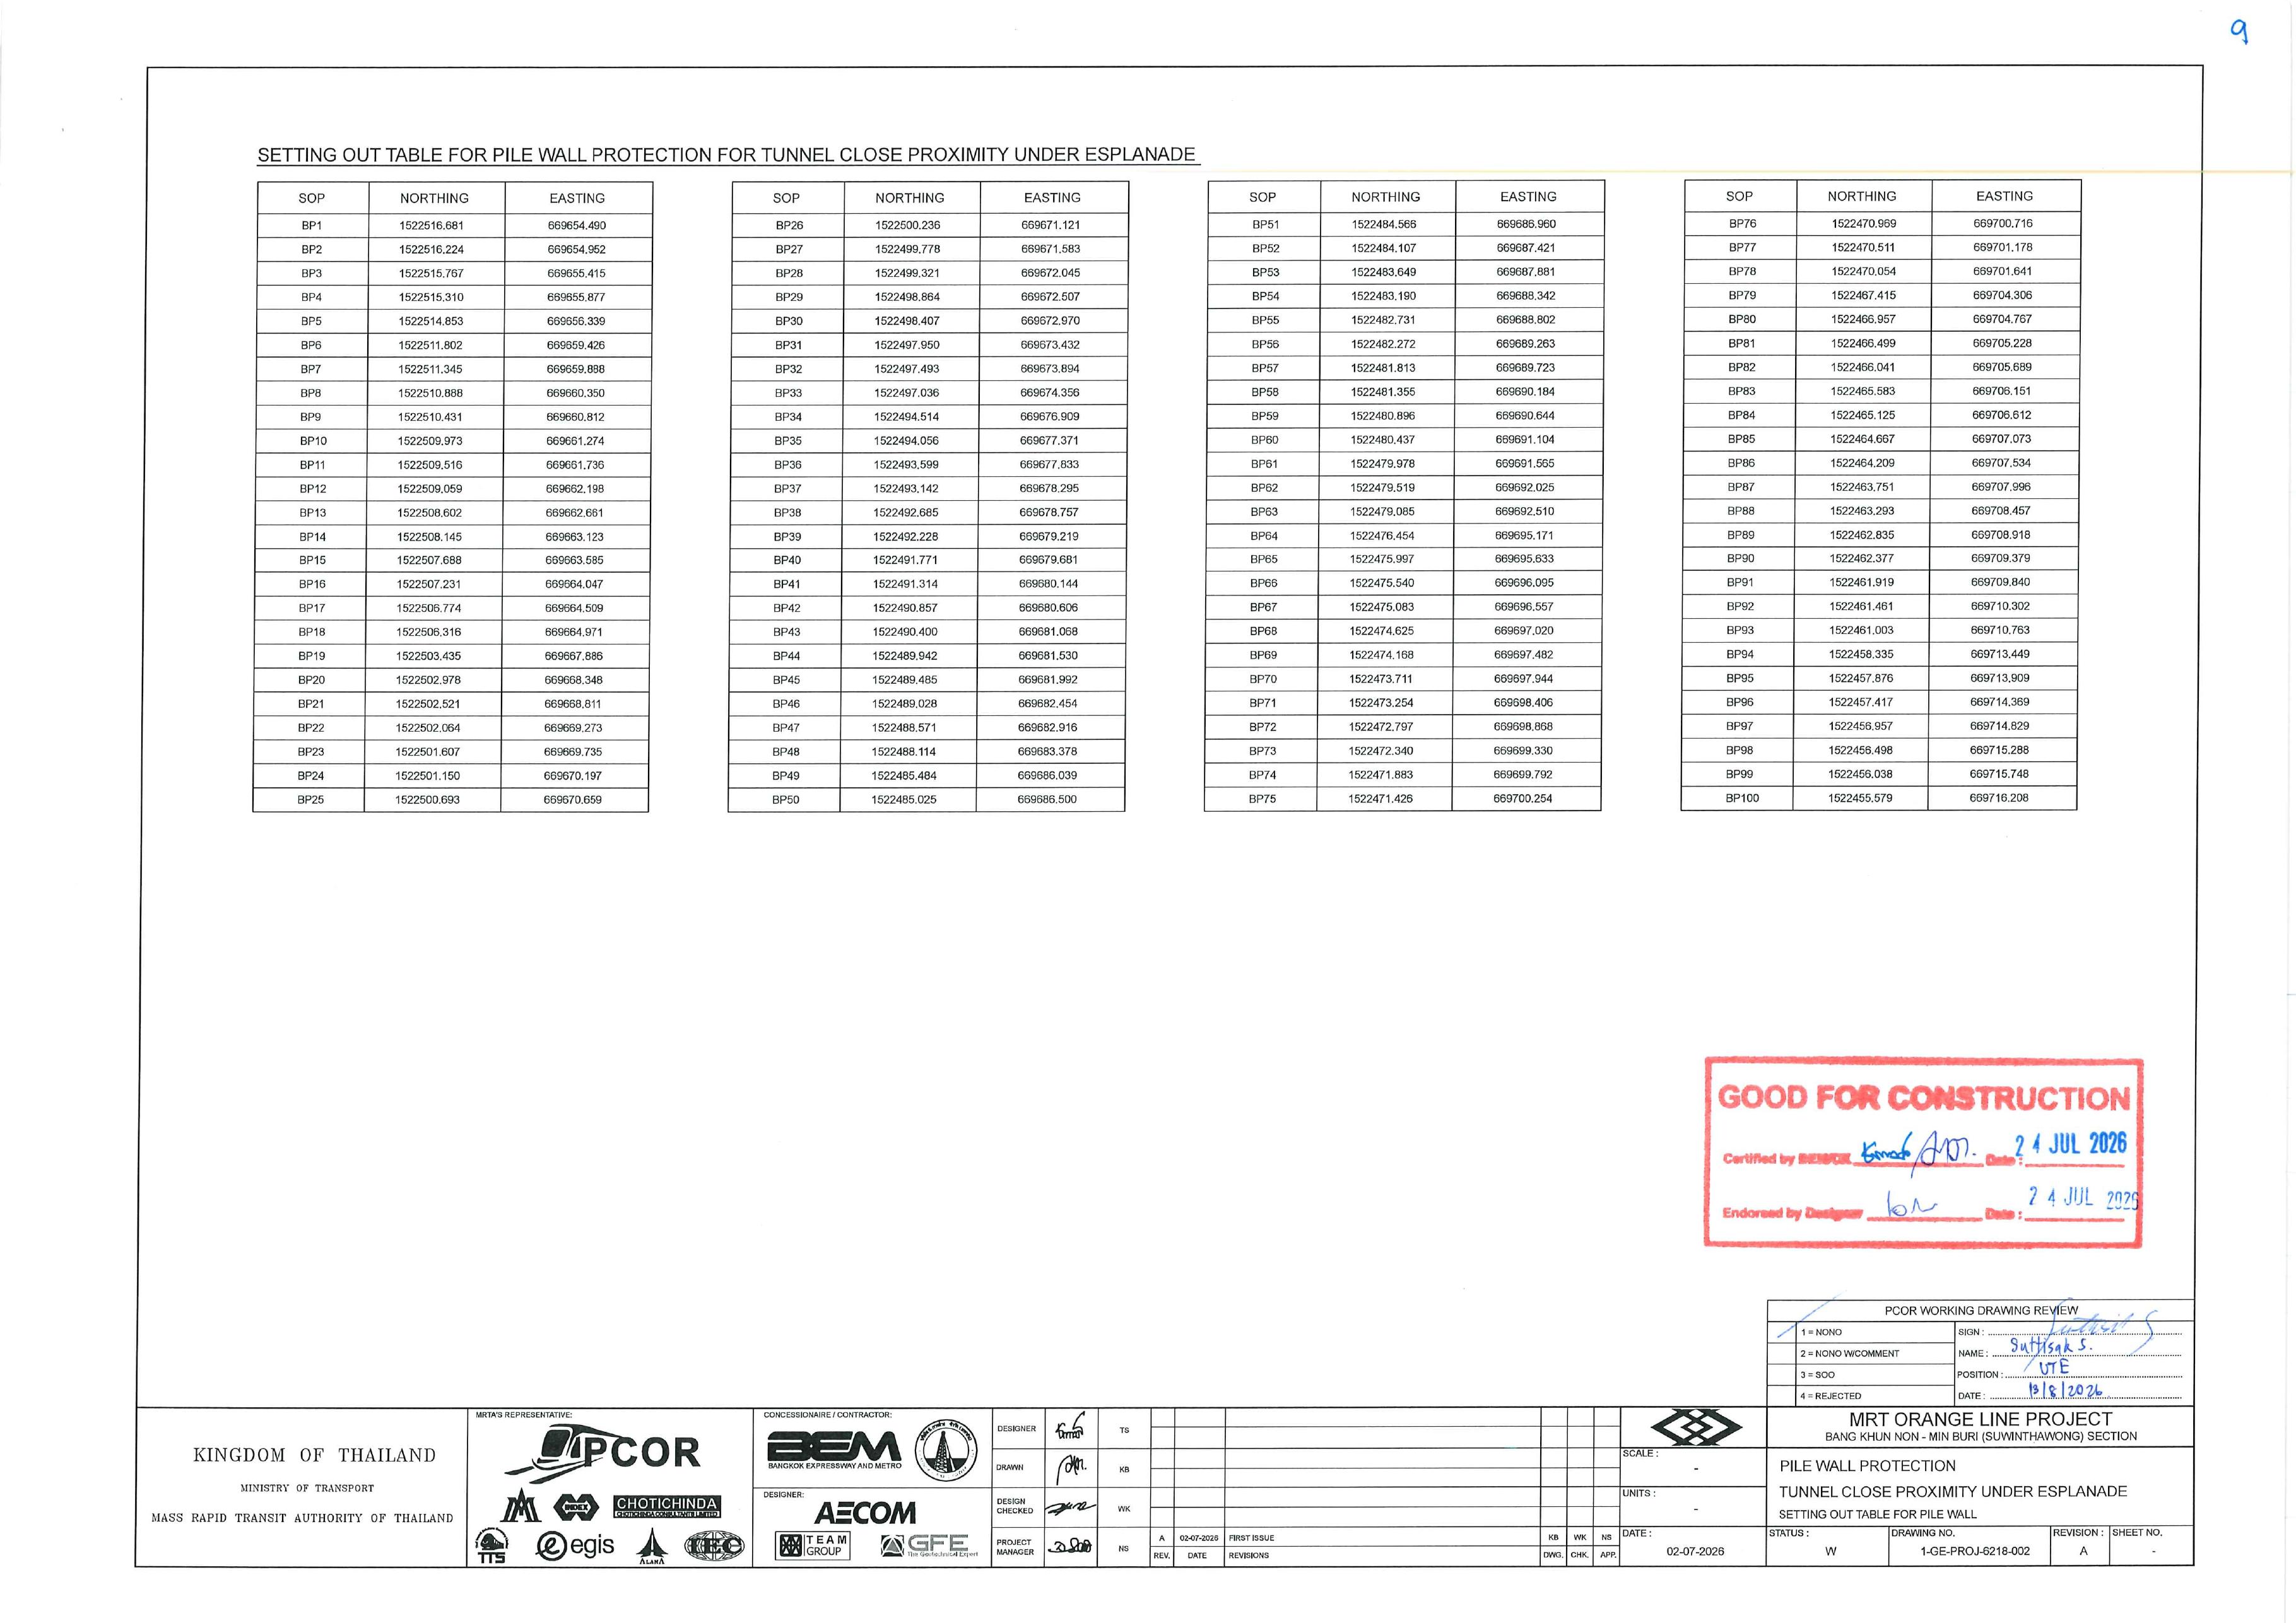 9
SETTING OUT TABLE FOR PILE WALL PROTECTION FOR TUNNEL CLOSE PROXIMITY UNDER ESPLANADE
SOP NORTHING EASTING
BP1 1522516.681 669654.490
BP2 1522516.224 669654.952
BP3 1522515.767 669655.415
BP4 1522515.310 669655.877
BP5 1522514.853 669656.339
BP6 1522511.802 669659.426
BP7 1522511.345 669659.888
BP8 1522510.888 669660.350
BP9 1522510.431 669660.812
BP10 1522509.973 669661.274
BP11 1522509.516 669661.736
BP12 1522509.059 669662.198
BP13 1522508.602 669662.661
BP14 1522508.145 669663.123
BP15 1522507.688 669663.585
BP16 1522507.231 669664.047
BP17 1522506.774 669664.509
BP18 1522506.316 669664.971
BP19 1522503.435 669667.886
BP20 1522502.978 669668.348
BP21 1522502.521 669668.811
BP22 1522502.064 669669.273
BP23 1522501.607 669669.735
BP24 1522501.150 669670.197
BP25 1522500.693 669670.659
SOP NORTHING EASTING
BP26 1522500.236 669671.121
BP27 1522499.778 669671.583
BP28 1522499.321 669672.045
BP29 1522498.864 669672.507
BP30 1522498.407 669672.970
BP31 1522497.950 669673.432
BP32 1522497.493 669673.894
BP33 1522497.036 669674.356
BP34 1522494.514 669676.909
BP35 1522494.056 669677.371
BP36 1522493.599 669677.833
BP37 1522493.142 669678.295
BP38 1522492.685 669678.757
BP39 1522492.228 669679.219
BP40 1522491.771 669679.681
BP41 1522491.314 669680.144
BP42 1522490.857 669680.606
BP43 1522490.400 669681.068
BP44 1522489.942 669681.530
BP45 1522489.485 669681.992
BP46 1522489.028 669682.454
BP47 1522488.571 669682.916
BP48 1522488.114 669683.378
BP49 1522485.484 669686.039
BP50 1522485.025 669686.500
SOP NORTHING EASTING
BP51 1522484.566 669686.960
BP52 1522484.107 669687.421
BP53 1522483.649 669687.881
BP54 1522483.190 669688.342
BP55 1522482.731 669688.802
BP56 1522482.272 669689.263
BP57 1522481.813 669689.723
BP58 1522481.355 669690.184
BP59 1522480.896 669690.644
BP60 1522480.437 669691.104
BP61 1522479.978 669691.565
BP62 1522479.519 669692.025
BP63 1522479.085 669692.510
BP64 1522476.454 669695.171
BP65 1522475.997 669695.633
BP66 1522475.540 669696.095
BP67 1522475.083 669696.557
BP68 1522474.625 669697.020
BP69 1522474.168 669697.482
BP70 1522473.711 669697.944
BP71 1522473.254 669698.406
BP72 1522472.797 669698.868
BP73 1522472.340 669699.330
BP74 1522471.883 669699.792
BP75 1522471.426 669700.254
SOP NORTHING EASTING
BP76 1522470.969 669700.716
BP77 1522470.511 669701.178
BP78 1522470.054 669701.641
BP79 1522467.415 669704.306
BP80 1522466.957 669704.767
BP81 1522466.499 669705.228
BP82 1522466.041 669705.689
BP83 1522465.583 669706.151
BP84 1522465.125 669706.612
BP85 1522464.667 669707.073
BP86 1522464.209 669707.534
BP87 1522463.751 669707.996
BP88 1522463.293 669708.457
BP89 1522462.835 669708.918
BP90 1522462.377 669709.379
BP91 1522461.919 669709.840
BP92 1522461.461 669710.302
BP93 1522461.003 669710.763
BP94 1522458.335 669713.449
BP95 1522457.876 669713.909
BP96 1522457.417 669714.369
BP97 1522456.957 669714.829
BP98 1522456.498 669715.288
BP99 1522456.038 669715.748
BP100 1522455.579 669716.208
GOOD FOR CONSTRUCTION
Certified by Date : 24 JUL 2026
Endorsed by Designer Date : 24 JUL 2026
PCOR WORKING DRAWING REVIEW
1 = NONO SIGN :
2 = NONO W/COMMENT NAME : Suttisak S.
3 = SOO POSITION : UTE
4 = REJECTED DATE : 13/8/2026
KINGDOM OF THAILAND
MINISTRY OF TRANSPORT
MASS RAPID TRANSIT AUTHORITY OF THAILAND
MRTA'S REPRESENTATIVE:
PCOR
INDEX
CHOTICHINDA
CHOTICHINDA CONSULTANTS LIMITED
TTS
egis
ALMA
TEC
CONCESSIONAIRE / CONTRACTOR:
BEM
BANGKOK EXPRESSWAY AND METRO
DESIGNER:
AECOM
TEAM GROUP
GFE
The Geotechnical Expert
DESIGNER TS
DRAWN KB
DESIGN CHECKED WK
PROJECT MANAGER NS
A 02-07-2026 FIRST ISSUE KB WK NS
REV. DATE REVISIONS DWG. CHK. APP.
SCALE : -
UNITS : -
DATE : 02-07-2026
MRT ORANGE LINE PROJECT
BANG KHUN NON - MIN BURI (SUWINTHAWONG) SECTION
PILE WALL PROTECTION
TUNNEL CLOSE PROXIMITY UNDER ESPLANADE
SETTING OUT TABLE FOR PILE WALL
STATUS : DRAWING NO. REVISION : SHEET NO.
W 1-GE-PROJ-6218-002 A -